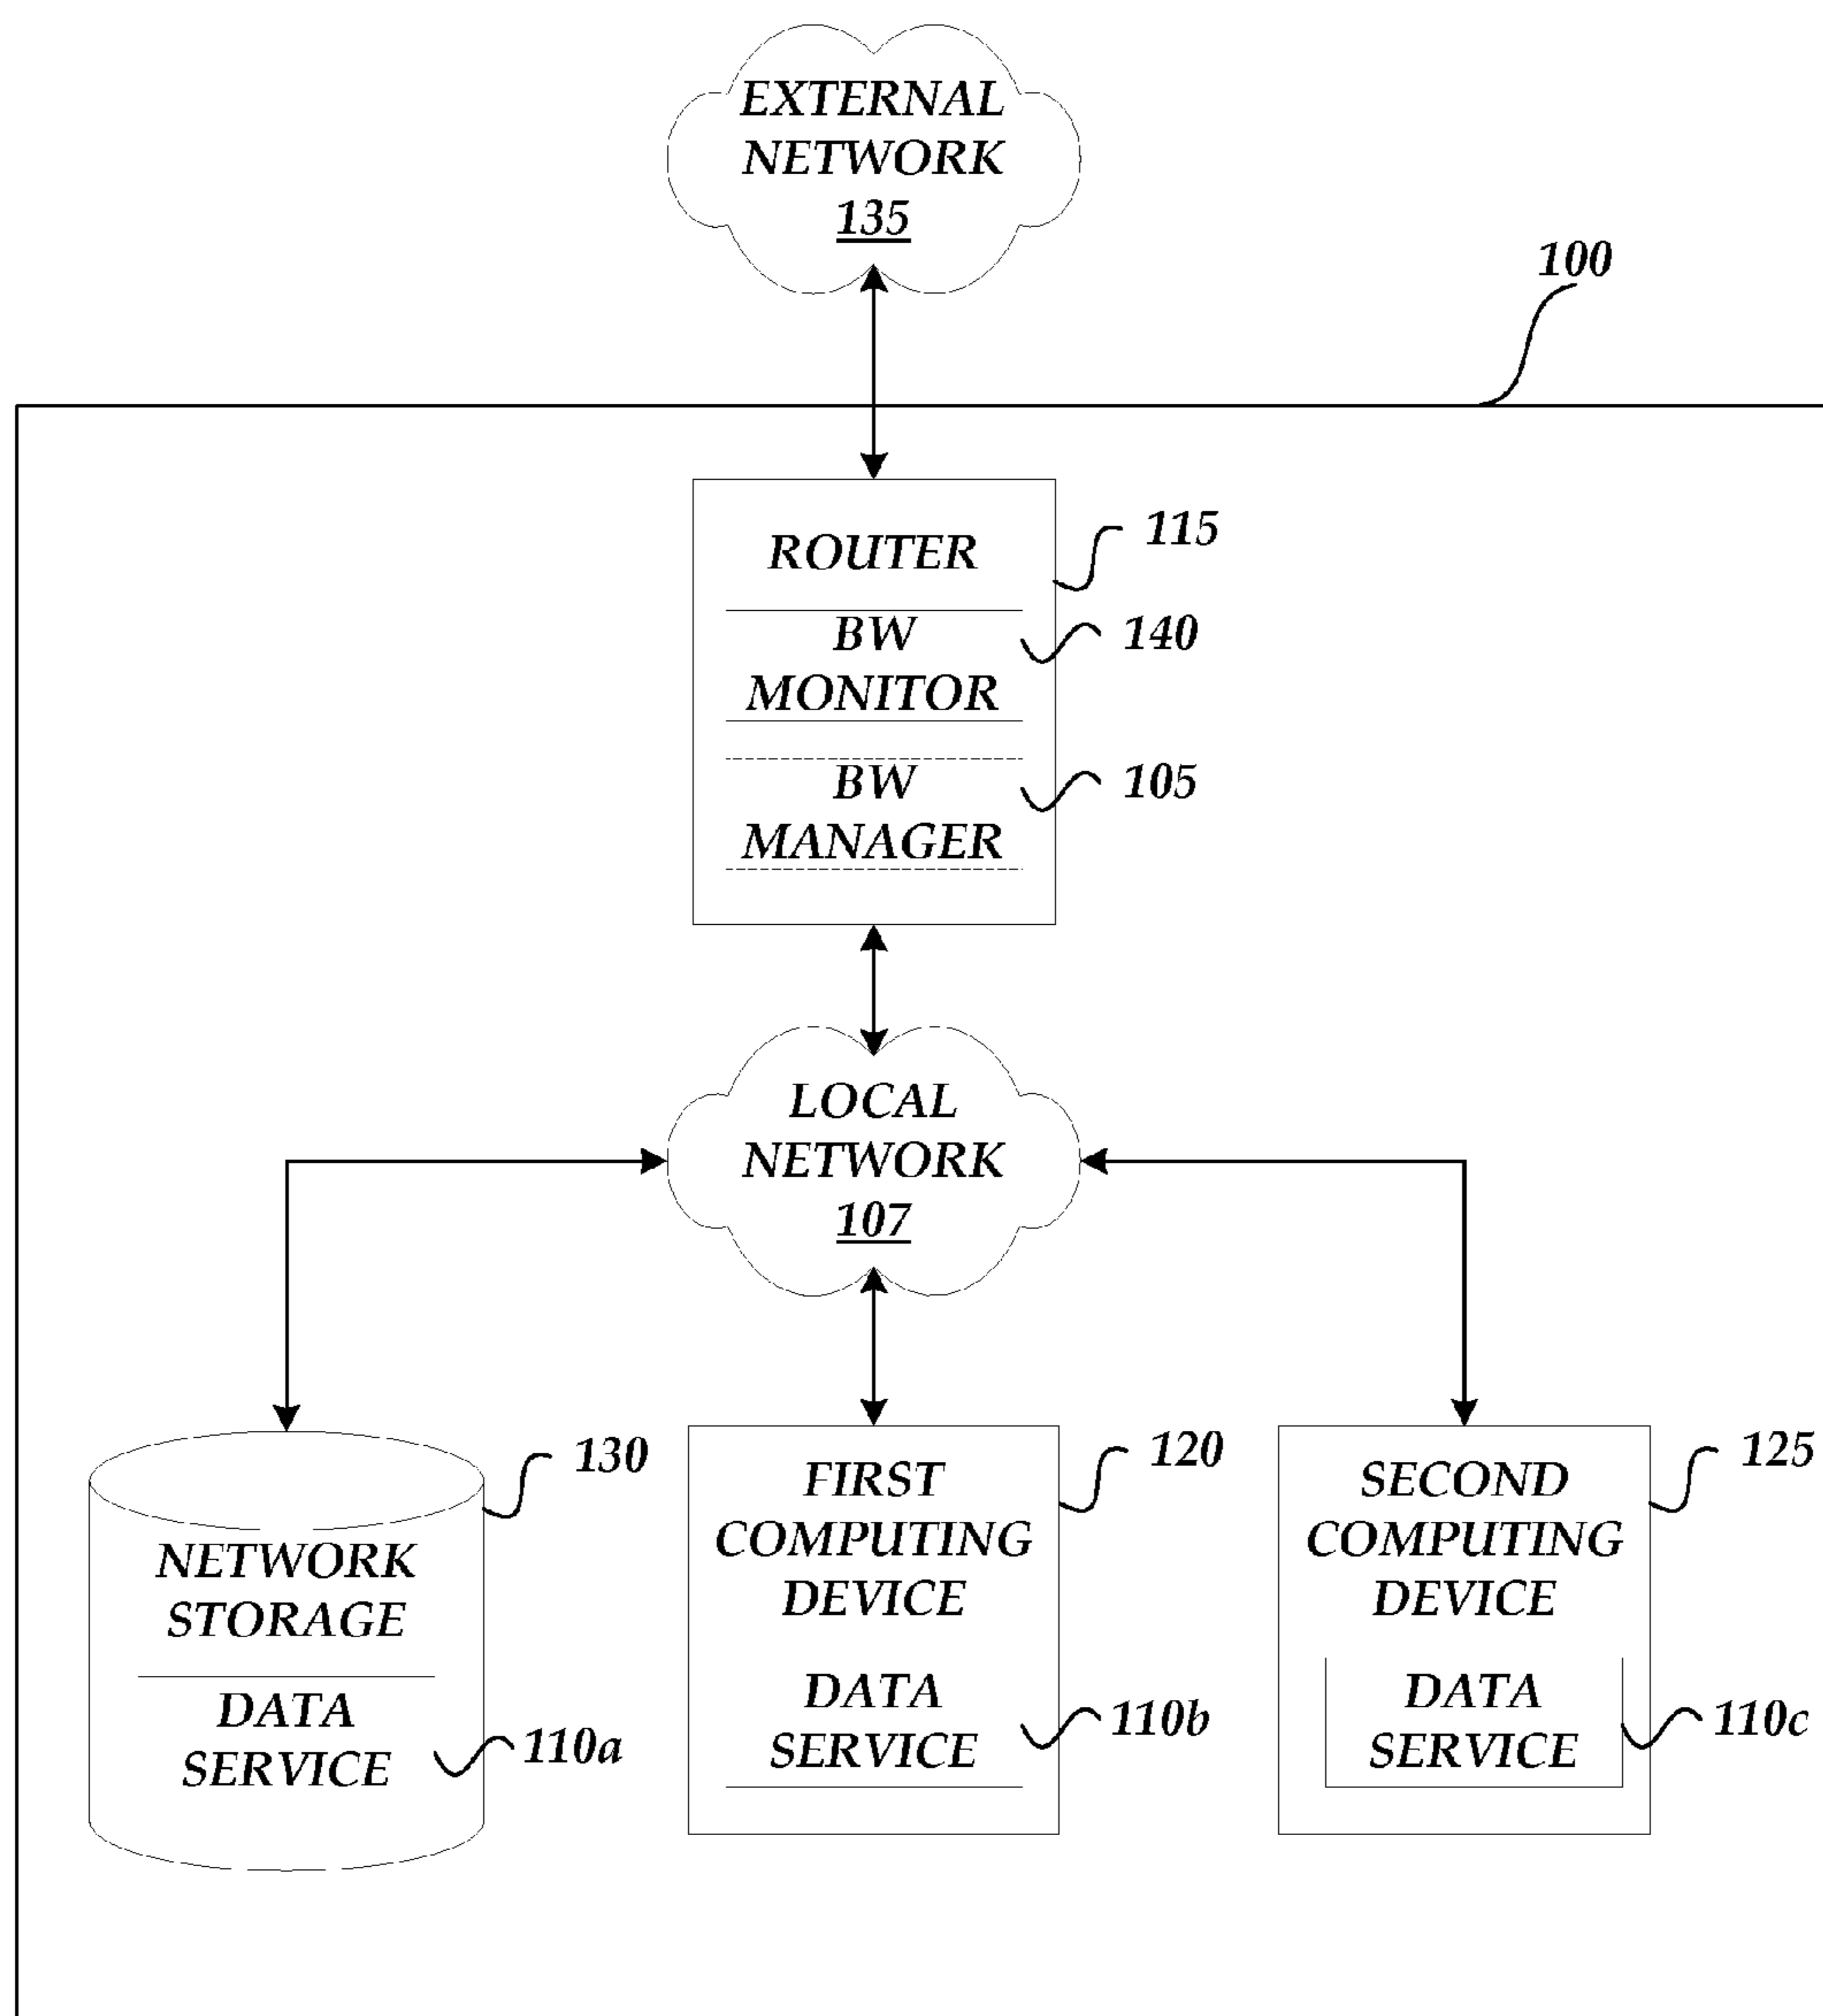 EXTERNAL
NETWORK
135
100
ROUTER
115
BW
MONITOR
140
BW
MANAGER
105
LOCAL
NETWORK
107
NETWORK
STORAGE
130
DATA
SERVICE
110a
FIRST
COMPUTING
DEVICE
120
DATA
SERVICE
110b
SECOND
COMPUTING
DEVICE
125
DATA
SERVICE
110c